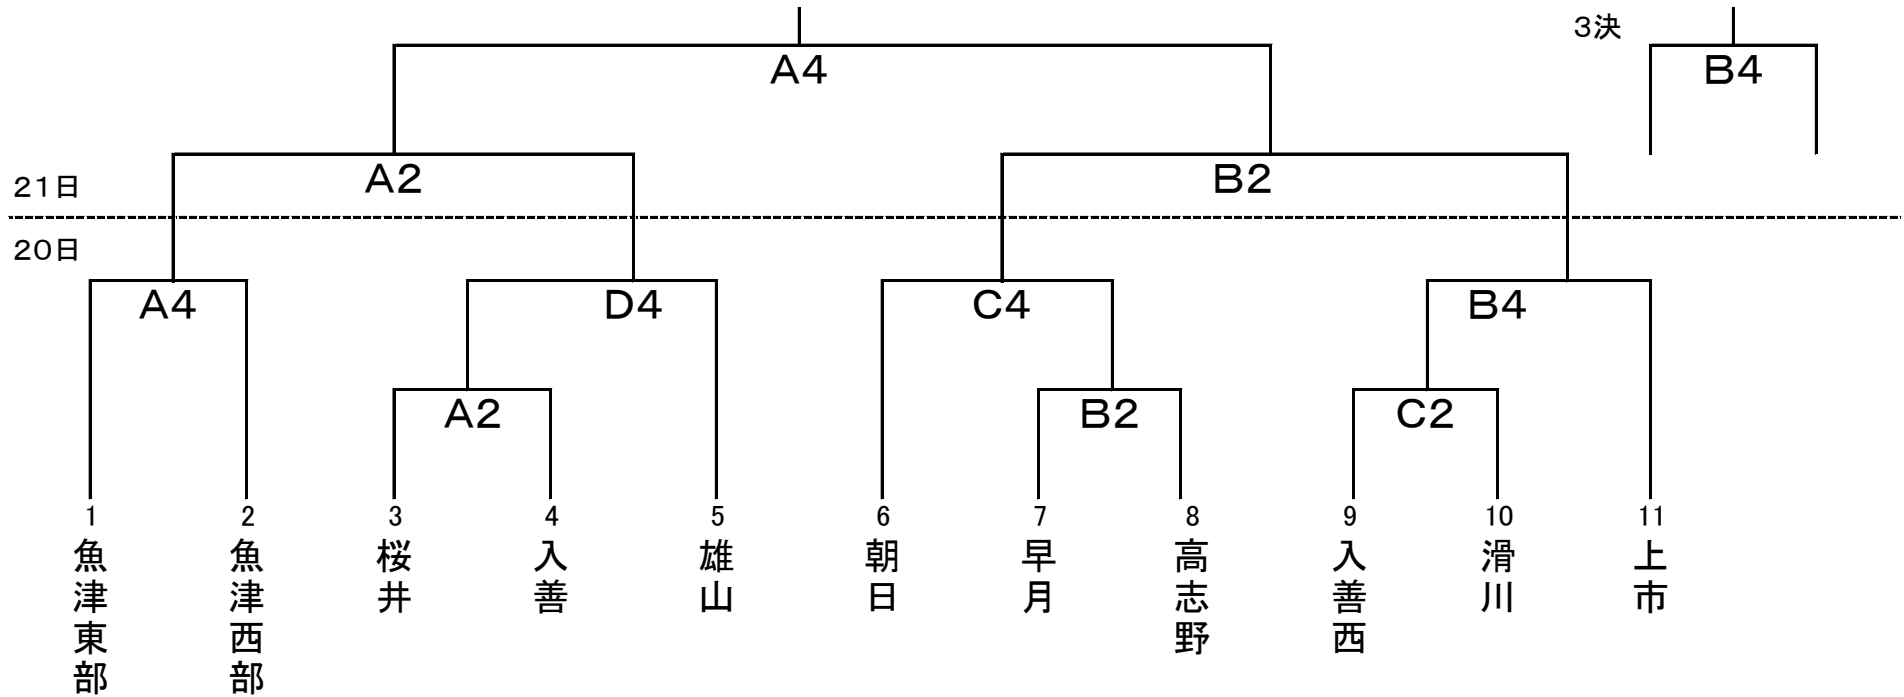 3決
A4
B4
A2
B2
21日
20日
A4
D4
C4
B4
A2
B2
C2
1
2
3
4
5
6
7
8
9
10
11
魚津東部
魚津西部
桜井
入善
雄山
朝日
早月
高志野
入善西
滑川
上市